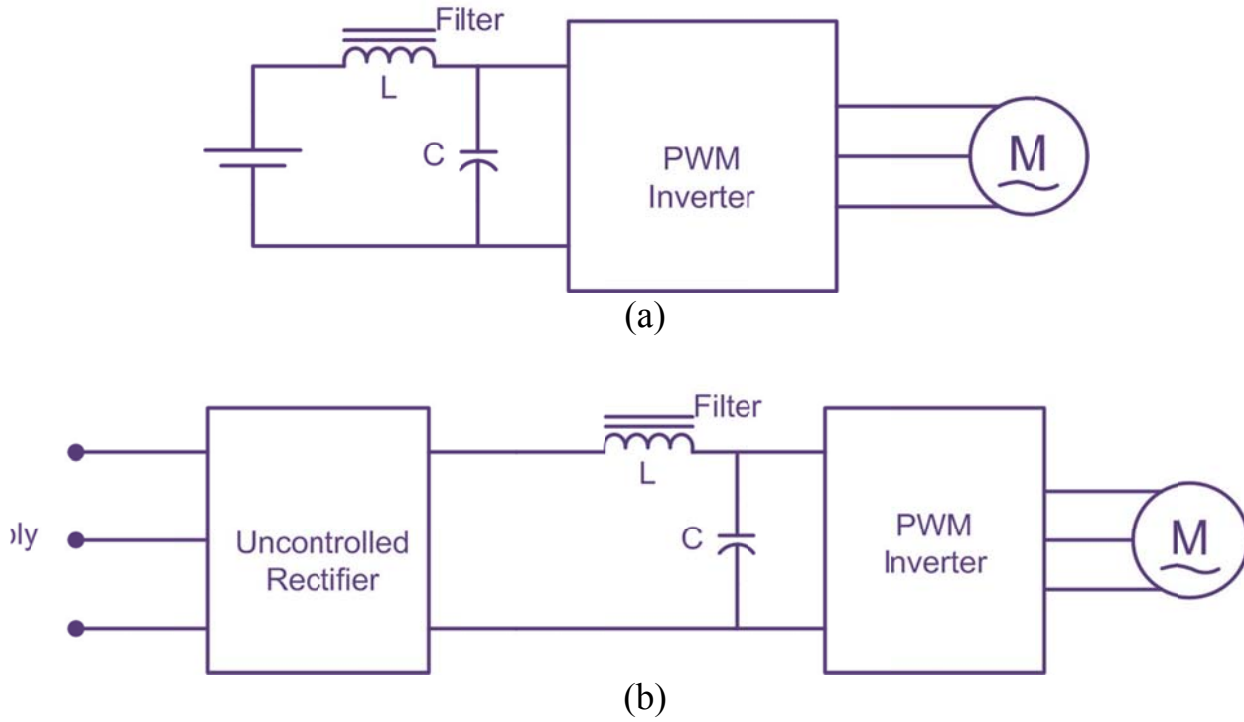 Filter
L
C
PWM
Inverter
M
(a)
Filter
L
C
Uncontrolled
Rectifier
PWM
Inverter
M
(b)